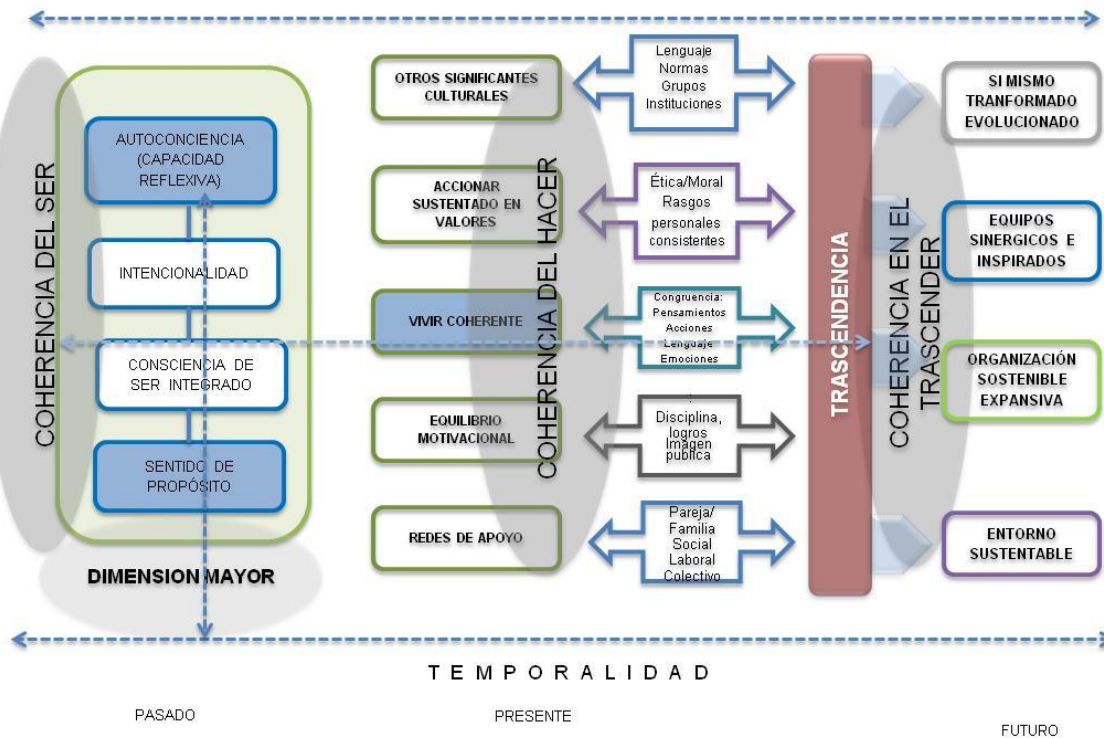 COHERENCIA DEL SER
AUTOCONCIENCIA
(CAPACIDAD
REFLEXIVA)
INTENCIONALIDAD
CONSCIENCIA DE
SER INTEGRADO
SENTIDO DE
PROPÓSITO
DIMENSION MAYOR
OTROS SIGNIFICANTES
CULTURALES
ACCIONAR
SUSTENTADO EN
VALORES
VIVIR COHERENTE
EQUILIBRIO
MOTIVACIONAL
REDES DE APOYO
COHERENCIA DEL HACER
Lenguaje
Normas
Grupos
Instituciones
Ética/Moral
Rasgos
personales
consistentes
Congruencia:
Pensamientos
Acciones
Lenguaje
Emociones
:
Disciplina,
logros
Imagen
publica
Pareja/
Familia
Social
Laboral
Colectivo
TRASCENDENCIA
COHERENCIA EN EL
TRASCENDER
SI MISMO
TRANFORMADO
EVOLUCIONADO
EQUIPOS
SINERGICOS E
INSPIRADOS
ORGANIZACIÓN
SOSTENIBLE
EXPANSIVA
ENTORNO
SUSTENTABLE
TEMPORALIDAD
PASADO
PRESENTE
FUTURO